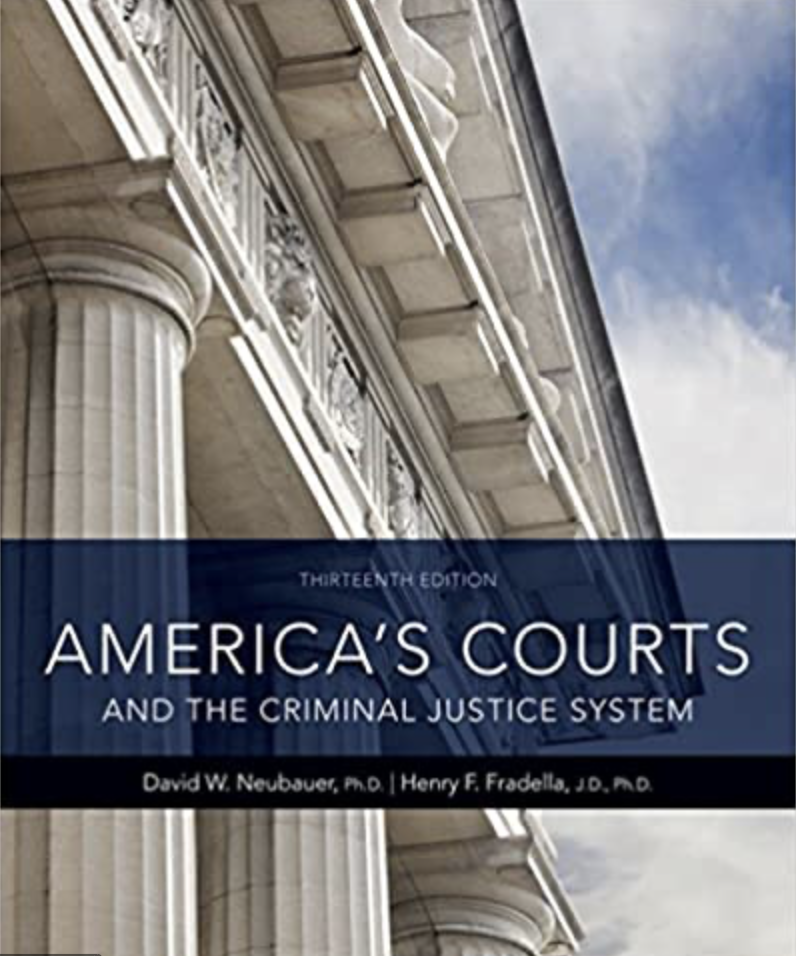 THIRTEENTH EDITION
AMERICA'S COURTS
AND THE CRIMINAL JUSTICE SYSTEM
David W. Neubauer, Ph.D. | Henry F. Fradella, J.D., Ph.D.